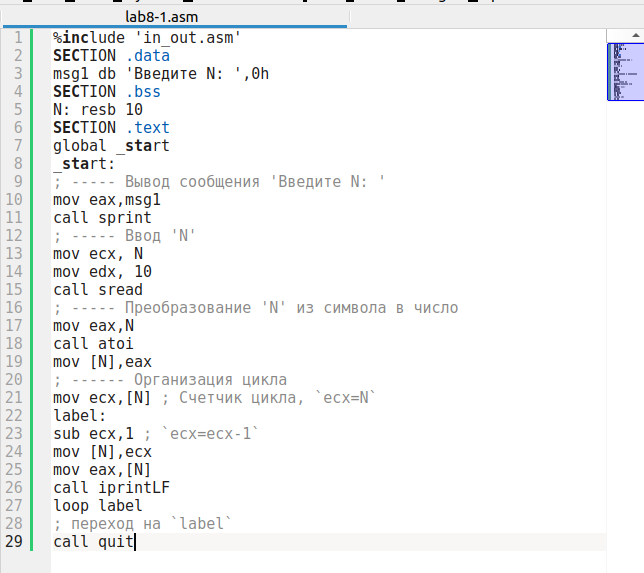 lab8-1.asm
1 %include 'in_out.asm'
2 SECTION .data
3 msg1 db 'Введите N: ',0h
4 SECTION .bss
5 N: resb 10
6 SECTION .text
7 global _start
8 _start:
9 ; ----- Вывод сообщения 'Введите N: '
10 mov eax,msg1
11 call sprint
12 ; ----- Ввод 'N'
13 mov ecx, N
14 mov edx, 10
15 call sread
16 ; ----- Преобразование 'N' из символа в число
17 mov eax,N
18 call atoi
19 mov [N],eax
20 ; ------ Организация цикла
21 mov ecx,[N] ; Счетчик цикла, `ecx=N`
22 label:
23 sub ecx,1 ; `ecx=ecx-1`
24 mov [N],ecx
25 mov eax,[N]
26 call iprintLF
27 loop label
28 ; переход на `label`
29 call quit